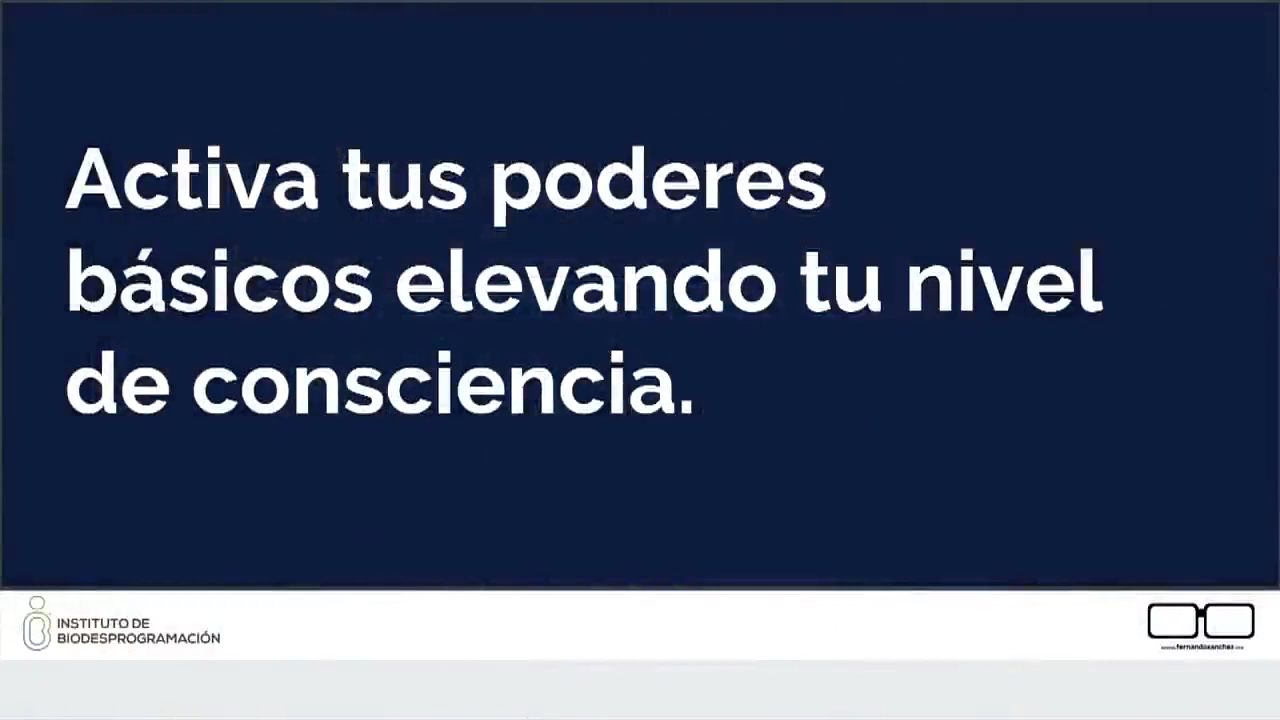 Activa tus poderes
básicos elevando tu nivel
de consciencia.
INSTITUTO DE
BIODESPROGRAMACIÓN